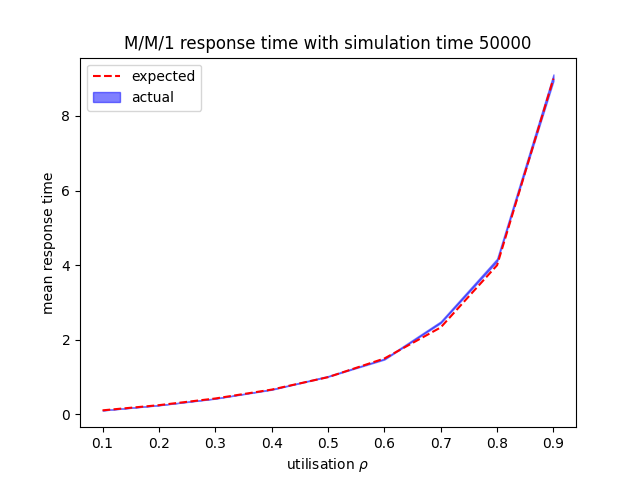 M/M/1 response time with simulation time 50000
expected
actual
mean response time
8
6
4
2
0
0.1 0.2 0.3 0.4 0.5 0.6 0.7 0.8 0.9
utilisation ρ